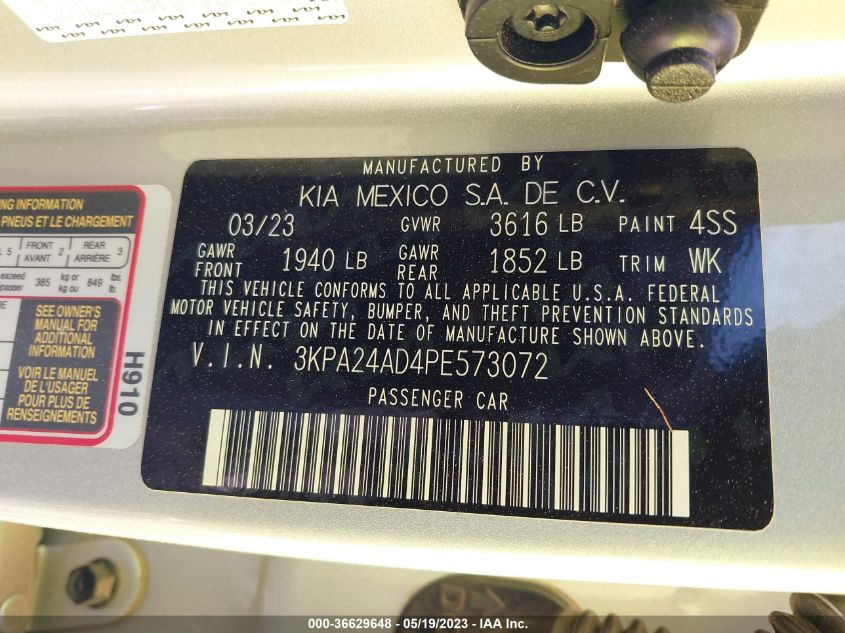 MANUFACTURED BY
KIA MEXICO S.A. DE C.V.
03/23 GVWR 3616 LB PAINT 4SS
GAWR FRONT 1940 LB GAWR REAR 1852 LB TRIM WK
THIS VEHICLE CONFORMS TO ALL APPLICABLE U.S.A. FEDERAL
MOTOR VEHICLE SAFETY, BUMPER, AND THEFT PREVENTION STANDARDS
IN EFFECT ON THE DATE OF MANUFACTURE SHOWN ABOVE.
V.I.N. 3KPA24AD4PE573072
PASSENGER CAR
INFORMATION
PNEUS ET LE CHARGEMENT
5 FRONT AVANT 2 REAR ARRIÈRE 3
exceed 385 kg or kg ou 849 lbs. lb.
SEE OWNER'S
MANUAL FOR
ADDITIONAL
INFORMATION
VOIR LE MANUEL
DE L'USAGER
POUR PLUS DE
RENSEIGNEMENTS
H910
000-36629648 - 05/19/2023 - IAA Inc.